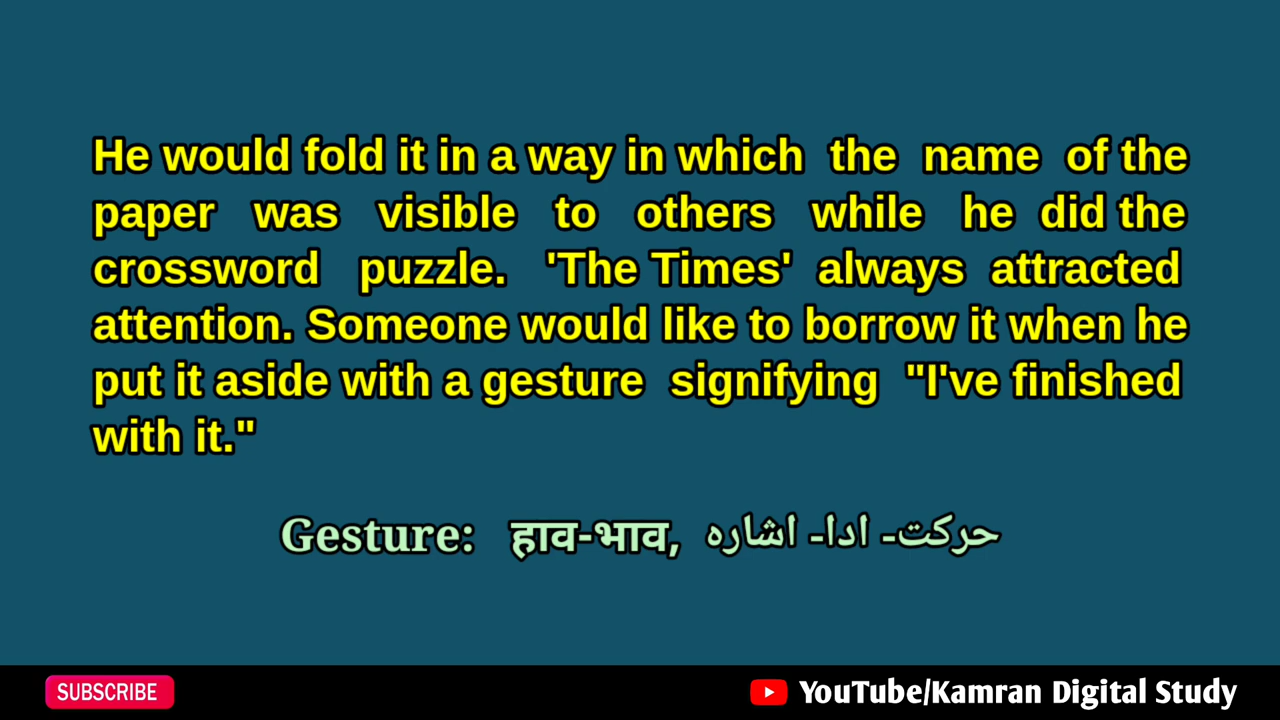 He would fold it in a way in which the name of the
paper was visible to others while he did the
crossword puzzle. 'The Times' always attracted
attention. Someone would like to borrow it when he
put it aside with a gesture signifying "I've finished
with it."
Gesture: हाव-भाव, حرکت- ادا- اشارہ
SUBSCRIBE
YouTube/Kamran Digital Study